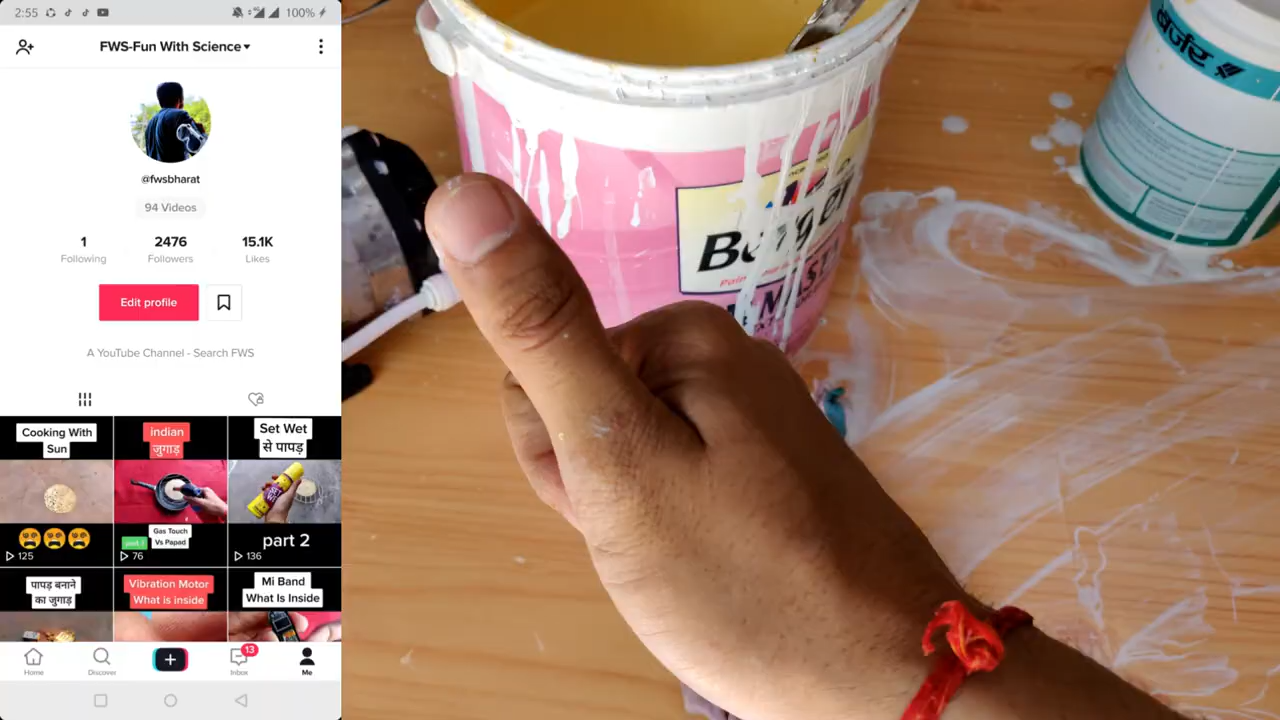 2:55
100%
FWS-Fun With Science
@fwsbharat
94 Videos
1
Following
2476
Followers
15.1K
Likes
Edit profile
A YouTube Channel - Search FWS
Cooking With
Sun
125
indian
जुगाड़
Gas Touch
Vs Papad
76
Set Wet
से पापड़
part 2
136
पापड़ बनाने
का जुगाड़
Vibration Motor
What is inside
Mi Band
What Is Inside
Home
Discover
13
Inbox
Me
Berger
बर्जर